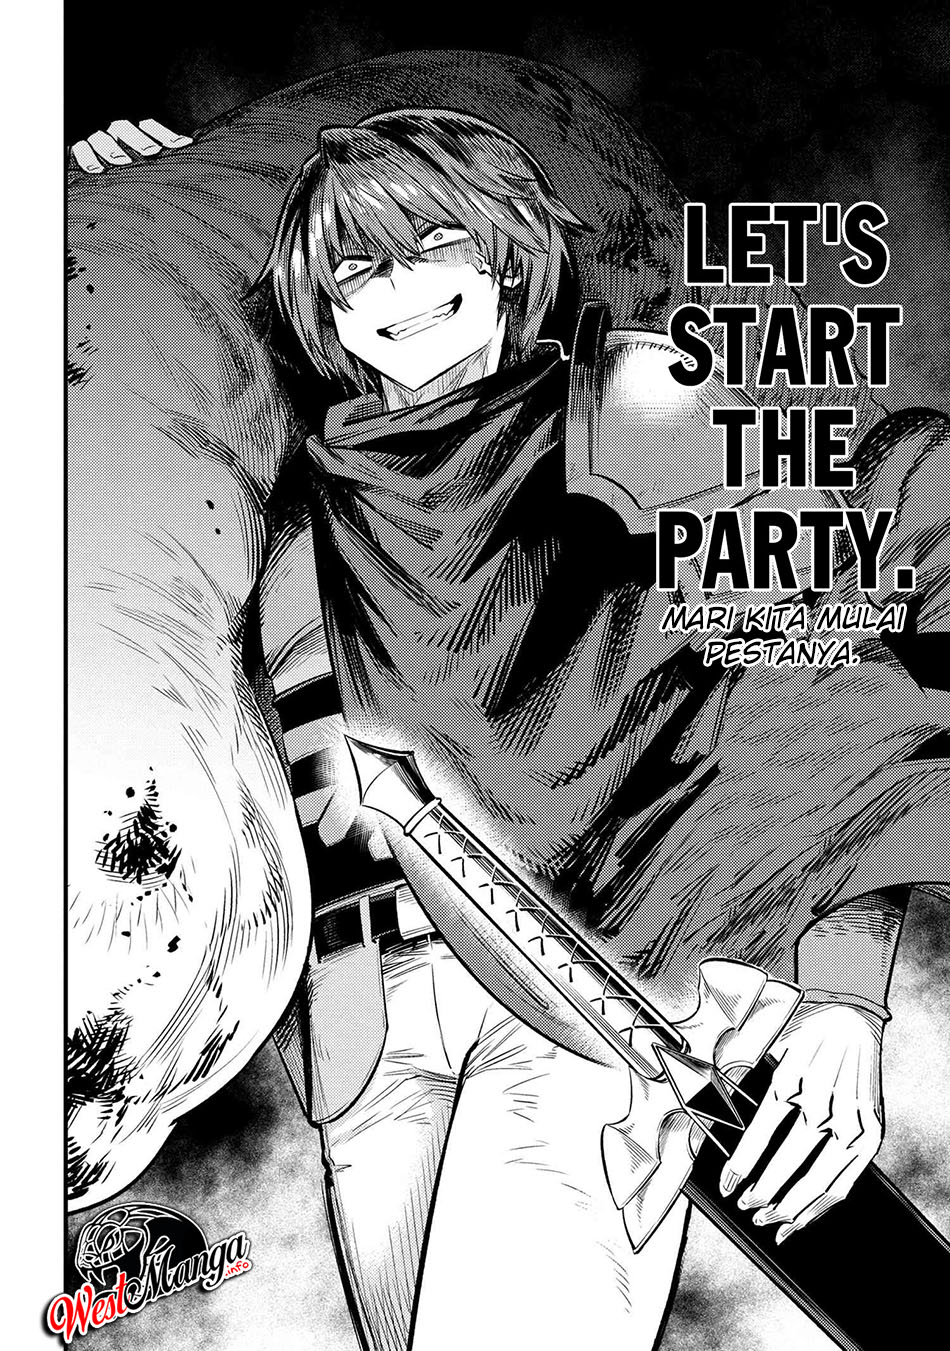 LET'S
START
THE
PARTY.
MARI KITA MULAI
PESTANYA.
WestManga
.info